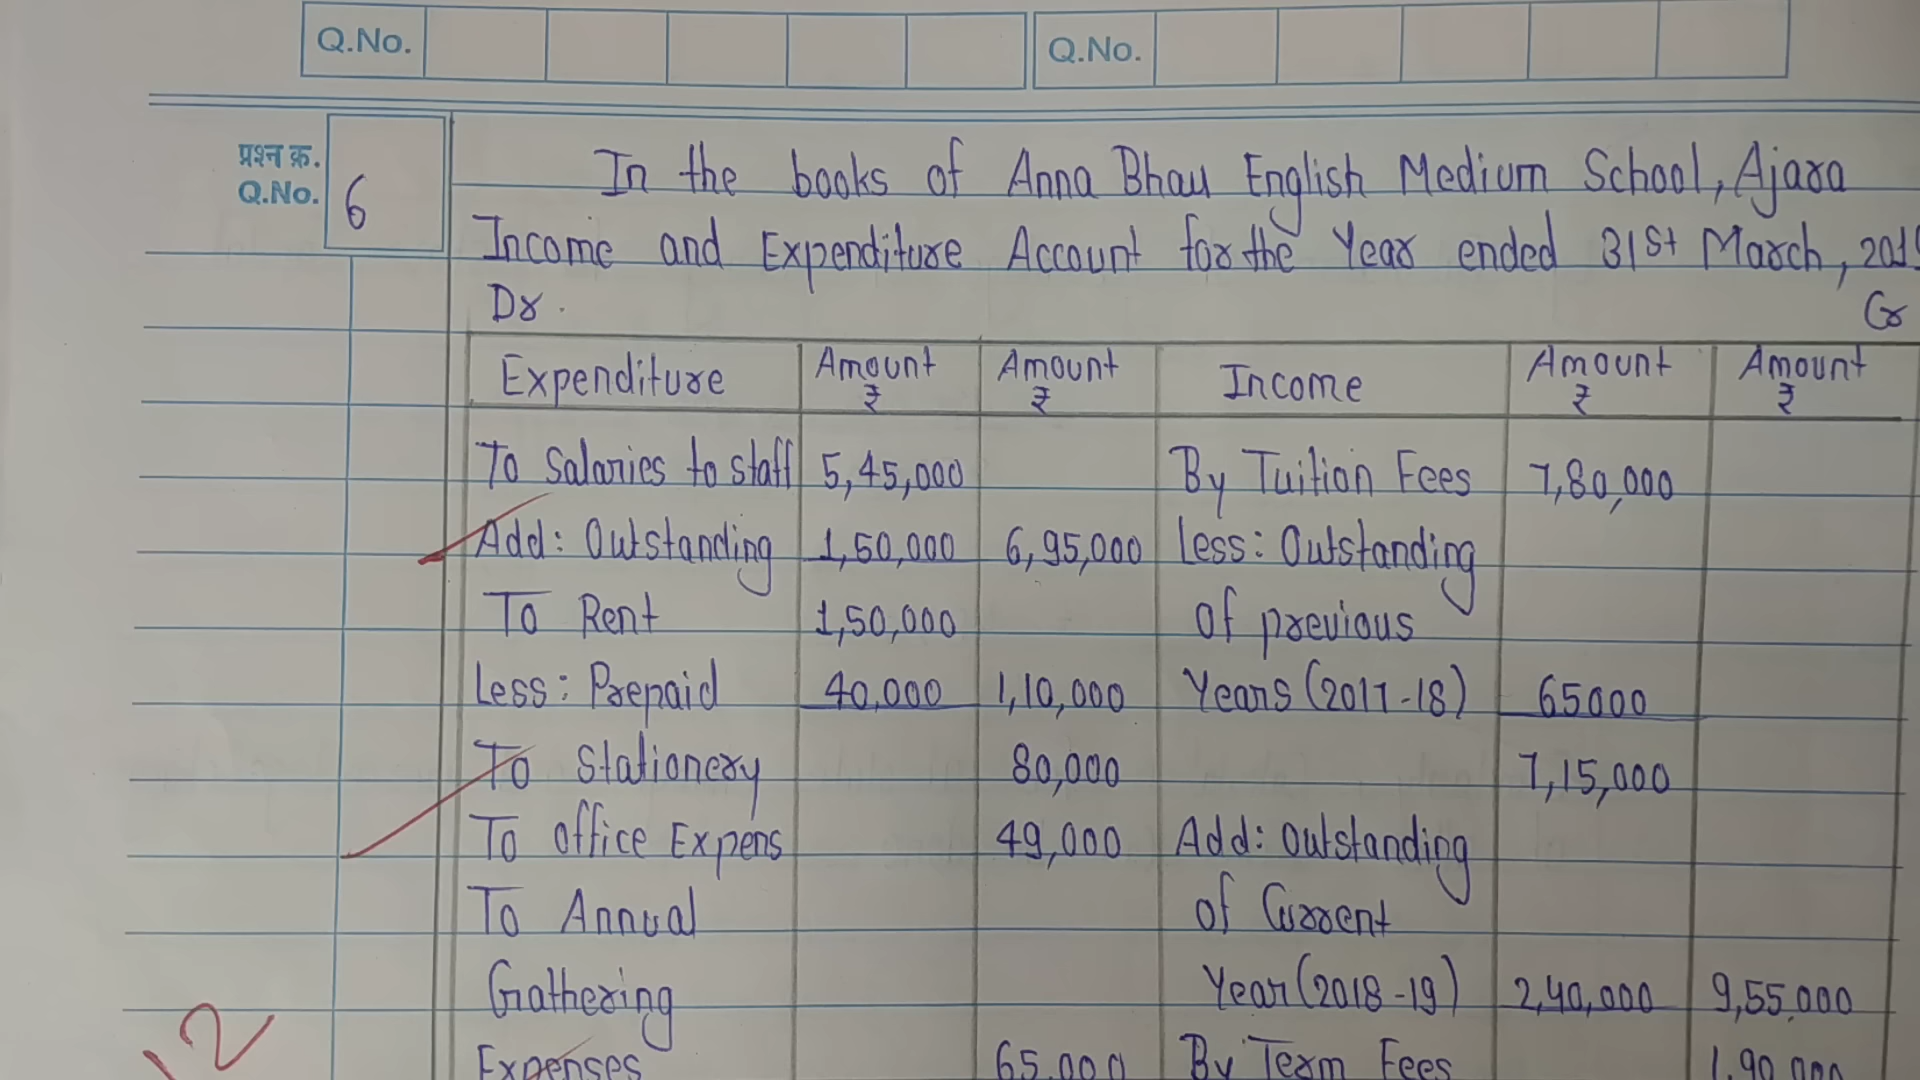 Q.No. Q.No.
प्रश्न क्र.
Q.No. 6
In the books of Anna Bhau English Medium School, Ajara
Income and Expenditure Account for the Year ended 31st March, 2019
Dr. Cr
Expenditure Amount ₹ Amount ₹ Income Amount ₹ Amount ₹
To Salaries to staff 5,45,000 By Tuition Fees 7,80,000
Add: Outstanding 1,50,000 6,95,000 Less: Outstanding
To Rent 1,50,000 of previous
Less: Prepaid 40,000 1,10,000 Years (2017-18) 65000
To Stationery 80,000 7,15,000
To Office Expens 49,000 Add: Outstanding
To Annual of Current
Gathering Year (2018-19) 2,40,000 9,55,000
Expenses 65,000 By Term Fees 1,90,000
12